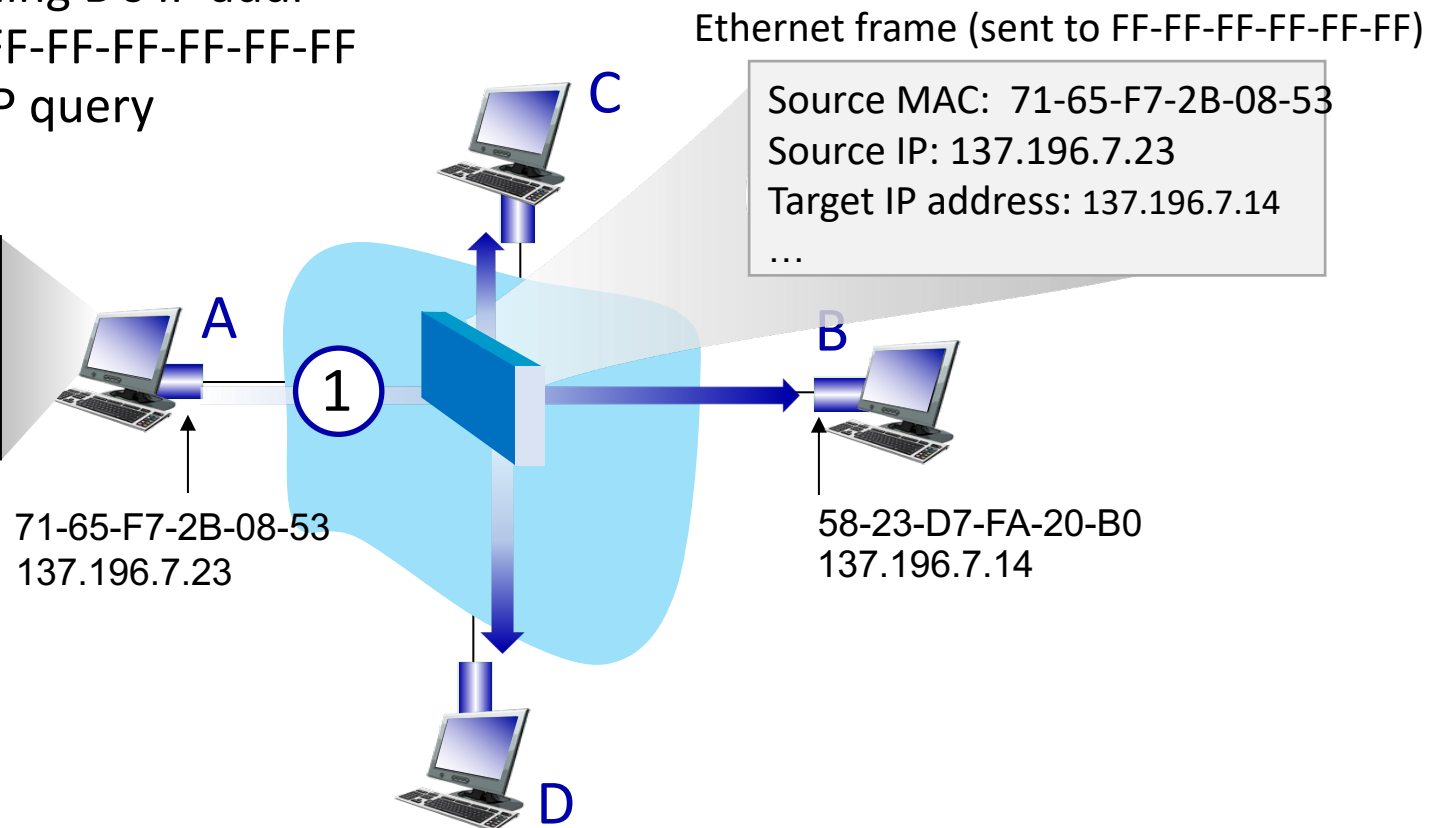 FF-FF-FF-FF-FF-FF
P query
Ethernet frame (sent to FF-FF-FF-FF-FF-FF)
Source MAC: 71-65-F7-2B-08-53
Source IP: 137.196.7.23
Target IP address: 137.196.7.14
…
C
A
B
1
71-65-F7-2B-08-53
137.196.7.23
58-23-D7-FA-20-B0
137.196.7.14
D